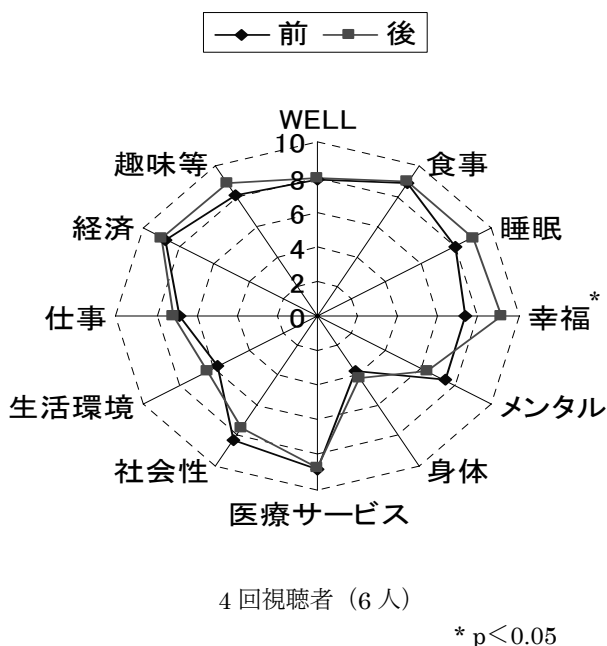 前 後
WELL
食事
睡眠
幸福*
メンタル
身体
医療サービス
社会性
生活環境
仕事
経済
趣味等
10
8
6
4
2
0
4 回視聴者（6 人）
* p＜0.05